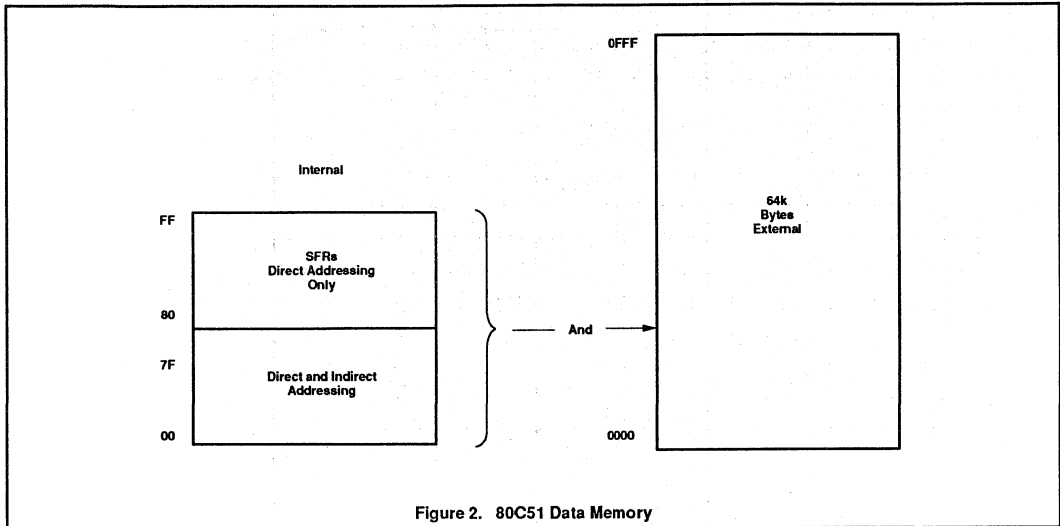 Internal
FF
SFRs
Direct Addressing
Only
80
7F
Direct and Indirect
Addressing
00
And
0FFF
64k
Bytes
External
0000
Figure 2. 80C51 Data Memory